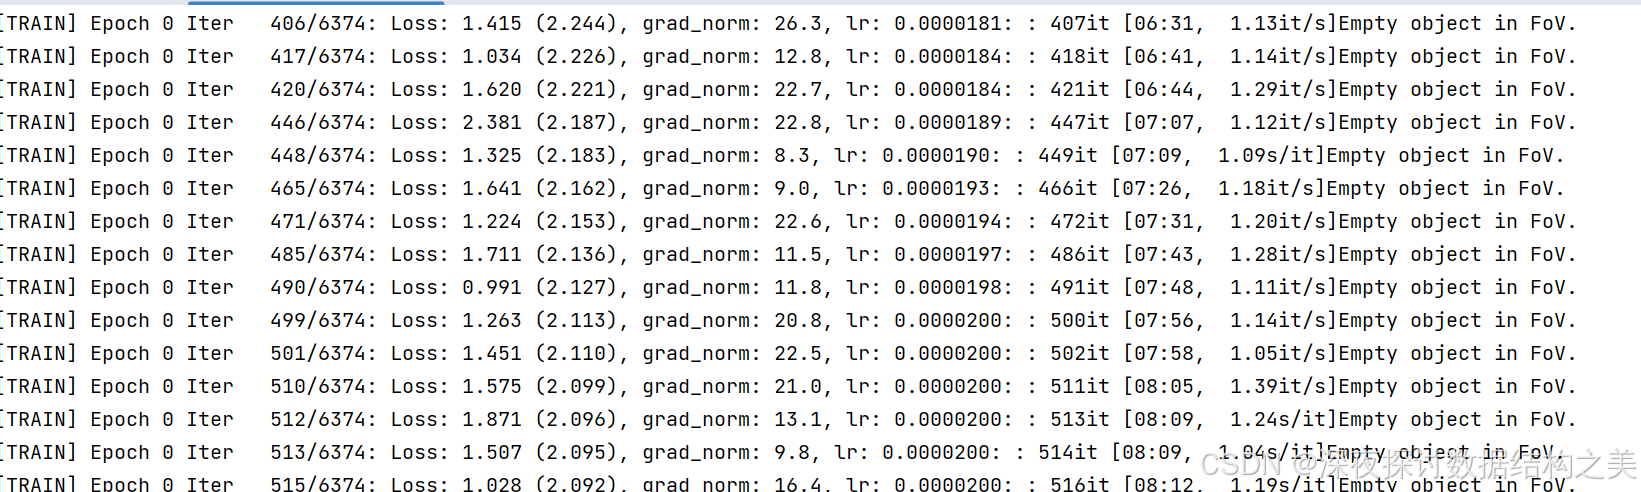 [TRAIN] Epoch 0 Iter   406/6374: Loss: 1.415 (2.244), grad_norm: 26.3, lr: 0.0000181: : 407it [06:31,  1.13it/s]Empty object in FoV.
[TRAIN] Epoch 0 Iter   417/6374: Loss: 1.034 (2.226), grad_norm: 12.8, lr: 0.0000184: : 418it [06:41,  1.14it/s]Empty object in FoV.
[TRAIN] Epoch 0 Iter   420/6374: Loss: 1.620 (2.221), grad_norm: 22.7, lr: 0.0000184: : 421it [06:44,  1.29it/s]Empty object in FoV.
[TRAIN] Epoch 0 Iter   446/6374: Loss: 2.381 (2.187), grad_norm: 22.8, lr: 0.0000189: : 447it [07:07,  1.12it/s]Empty object in FoV.
[TRAIN] Epoch 0 Iter   448/6374: Loss: 1.325 (2.183), grad_norm: 8.3, lr: 0.0000190: : 449it [07:09,  1.09s/it]Empty object in FoV.
[TRAIN] Epoch 0 Iter   465/6374: Loss: 1.641 (2.162), grad_norm: 9.0, lr: 0.0000193: : 466it [07:26,  1.18it/s]Empty object in FoV.
[TRAIN] Epoch 0 Iter   471/6374: Loss: 1.224 (2.153), grad_norm: 22.6, lr: 0.0000194: : 472it [07:31,  1.20it/s]Empty object in FoV.
[TRAIN] Epoch 0 Iter   485/6374: Loss: 1.711 (2.136), grad_norm: 11.5, lr: 0.0000197: : 486it [07:43,  1.28it/s]Empty object in FoV.
[TRAIN] Epoch 0 Iter   490/6374: Loss: 0.991 (2.127), grad_norm: 11.8, lr: 0.0000198: : 491it [07:48,  1.11it/s]Empty object in FoV.
[TRAIN] Epoch 0 Iter   499/6374: Loss: 1.263 (2.113), grad_norm: 20.8, lr: 0.0000200: : 500it [07:56,  1.14it/s]Empty object in FoV.
[TRAIN] Epoch 0 Iter   501/6374: Loss: 1.451 (2.110), grad_norm: 22.5, lr: 0.0000200: : 502it [07:58,  1.05it/s]Empty object in FoV.
[TRAIN] Epoch 0 Iter   510/6374: Loss: 1.575 (2.099), grad_norm: 21.0, lr: 0.0000200: : 511it [08:05,  1.39it/s]Empty object in FoV.
[TRAIN] Epoch 0 Iter   512/6374: Loss: 1.871 (2.096), grad_norm: 13.1, lr: 0.0000200: : 513it [08:09,  1.24s/it]Empty object in FoV.
[TRAIN] Epoch 0 Iter   513/6374: Loss: 1.507 (2.095), grad_norm: 9.8, lr: 0.0000200: : 514it [08:09,  1.04s/it]Empty object in FoV.
[TRAIN] Epoch 0 Iter   515/6374: Loss: 1.028 (2.092), grad_norm: 16.4, lr: 0.0000200: : 516it [08:12,  1.19s/it]Empty object in FoV.
CSDN @深夜探讨数据结构之美